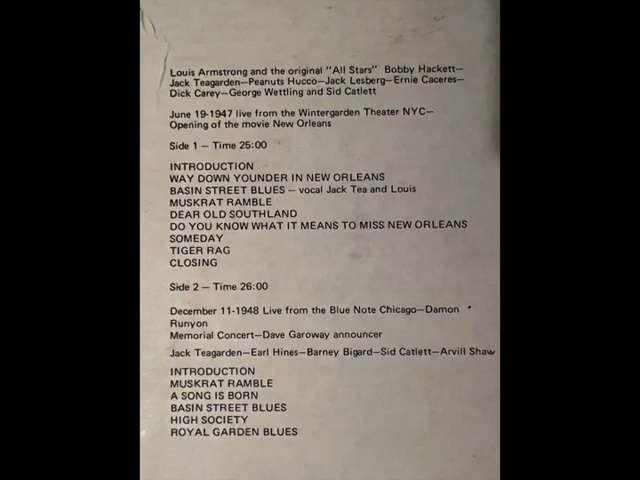 Louis Armstrong and the original "All Stars" Bobby Hackett—
Jack Teagarden—Peanuts Hucco—Jack Lesberg—Ernie Caceres—
Dick Carey—George Wettling and Sid Catlett
June 19-1947 live from the Wintergarden Theater NYC—
Opening of the movie New Orleans
Side 1 — Time 25:00
INTRODUCTION
WAY DOWN YOUNDER IN NEW ORLEANS
BASIN STREET BLUES — vocal Jack Tea and Louis
MUSKRAT RAMBLE
DEAR OLD SOUTHLAND
DO YOU KNOW WHAT IT MEANS TO MISS NEW ORLEANS
SOMEDAY
TIGER RAG
CLOSING
Side 2 — Time 26:00
December 11-1948 Live from the Blue Note Chicago—Damon
Runyon
Memorial Concert—Dave Garoway announcer
Jack Teagarden—Earl Hines—Barney Bigard—Sid Catlett—Arvill Shaw
INTRODUCTION
MUSKRAT RAMBLE
A SONG IS BORN
BASIN STREET BLUES
HIGH SOCIETY
ROYAL GARDEN BLUES